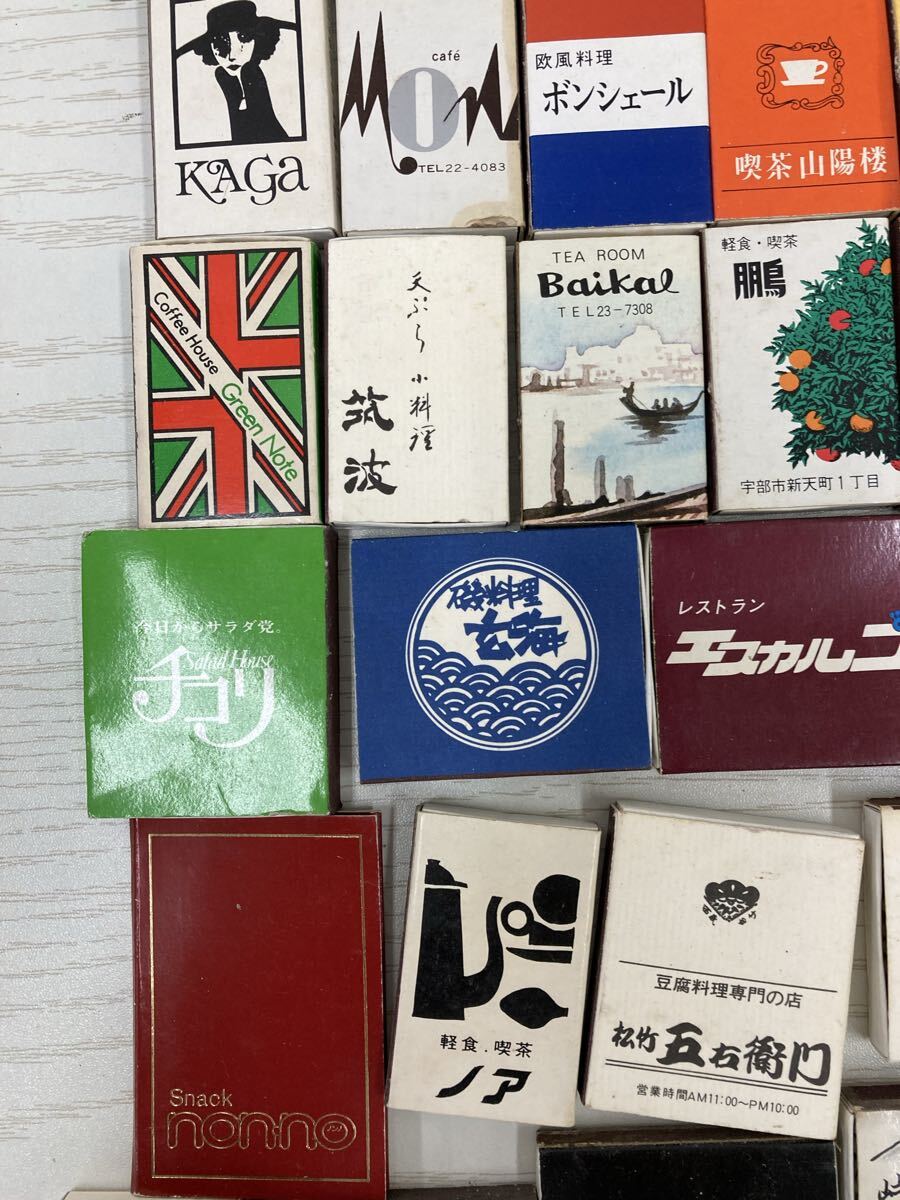 KAGa
café
MON
TEL22-4083
欧風料理
ボンシェール
喫茶山陽楼
Coffee House
Green Note
天ぷら 小料理
筑波
TEA ROOM
Baikal
TEL23-7308
軽食・喫茶
鵬
宇部市新天町1丁目
今日からサラダ党。
Salad House
チコリ
磯料理
玄海
レストラン
エスカルゴ
Snack
non-no
ノンノ
軽食.喫茶
ノア
豆腐料理専門の店
松竹 五右衛門
営業時間AM11:00～PM10:00